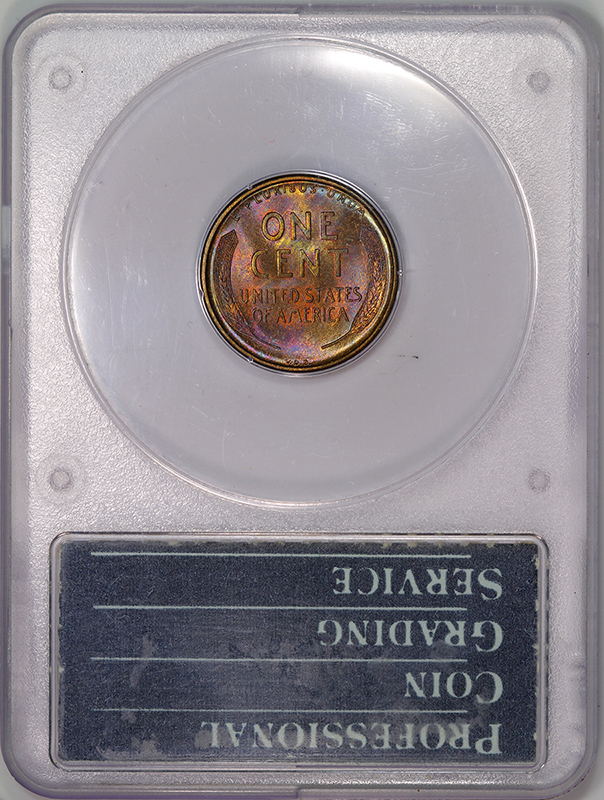 E·PLURIBUS·UNUM
ONE
CENT
UNITED STATES
OF AMERICA
V.D.B.
PROFESSIONAL
COIN
GRADING
SERVICE